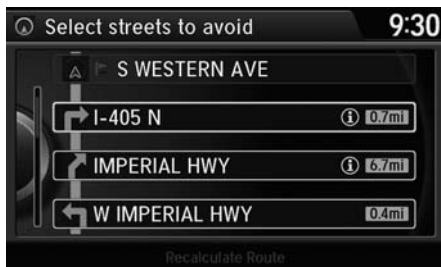 Select streets to avoid 9:30
S WESTERN AVE
I-405 N 0.7mi
IMPERIAL HWY 6.7mi
W IMPERIAL HWY 0.4mi
Recalculate Route